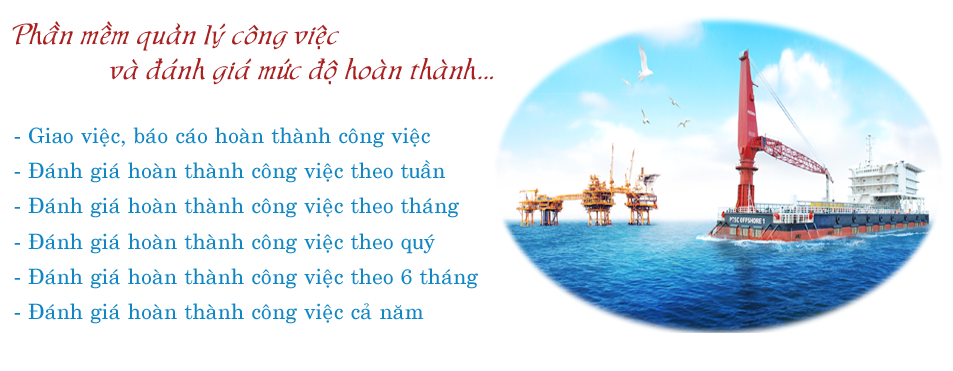 Phần mềm quản lý công việc
và đánh giá mức độ hoàn thành...
- Giao việc, báo cáo hoàn thành công việc
- Đánh giá hoàn thành công việc theo tuần
- Đánh giá hoàn thành công việc theo tháng
- Đánh giá hoàn thành công việc theo quý
- Đánh giá hoàn thành công việc theo 6 tháng
- Đánh giá hoàn thành công việc cả năm
PTSC OFFSHORE 1